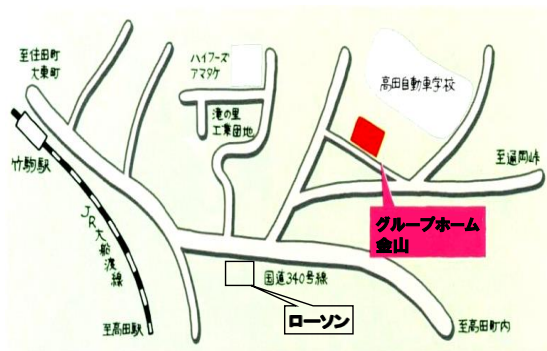 至住田町
大東町
ハイフーズ
アマタケ
滝の里
工業団地
高田自動車学校
至通岡峠
竹駒駅
JR大船渡線
グループホーム
金山
国道340号線
ローソン
至高田駅
至高田町内